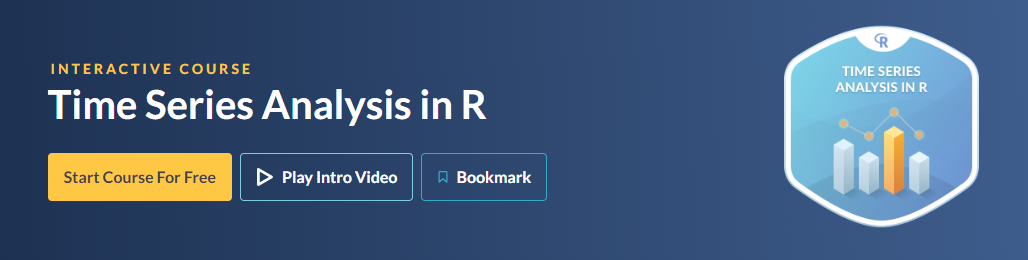 INTERACTIVE COURSE
Time Series Analysis in R
Start Course For Free
Play Intro Video
Bookmark
R
TIME SERIES
ANALYSIS IN R